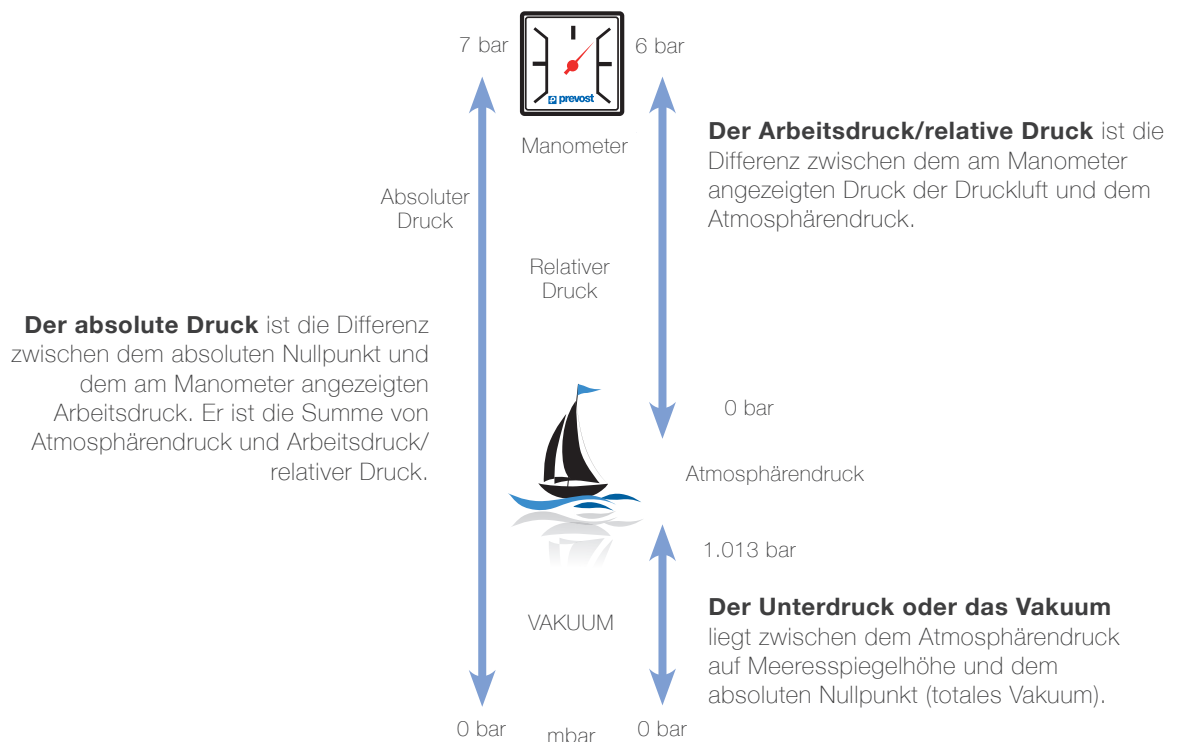 7 bar
6 bar
prevost
Manometer
Der Arbeitsdruck/relative Druck ist die
Differenz zwischen dem am Manometer
angezeigten Druck der Druckluft und dem
Atmosphärendruck.
Absoluter
Druck
Relativer
Druck
Der absolute Druck ist die Differenz
zwischen dem absoluten Nullpunkt und
dem am Manometer angezeigten
Arbeitsdruck. Er ist die Summe von
Atmosphärendruck und Arbeitsdruck/
relativer Druck.
0 bar
Atmosphärendruck
1.013 bar
VAKUUM
Der Unterdruck oder das Vakuum
liegt zwischen dem Atmosphärendruck
auf Meeresspiegelhöhe und dem
absoluten Nullpunkt (totales Vakuum).
0 bar
mbar
0 bar